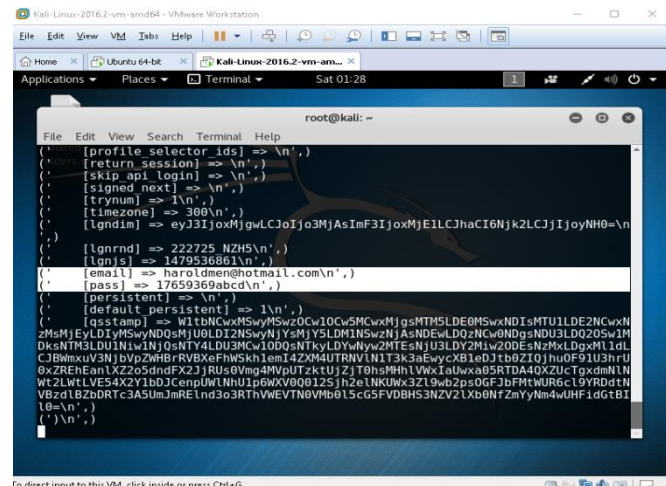 Kali-Linux-2016.2-vm-amd64 - VMware Workstation
File Edit View VM Tabs Help
Home Ubuntu 64-bit Kali-Linux-2016.2-vm-am...
Applications Places Terminal Sat 01:28 1
root@kali: ~
File Edit View Search Terminal Help
(' [profile_selector_ids] => \n',)
(' [return_session] => \n',)
(' [skip_api_login] => \n',)
(' [signed_next] => \n',)
(' [trynum] => 1\n',)
(' [timezone] => 300\n',)
(' [lgndim] => eyJ3IjoxMjgwLCJoIjo3MjAsImF3IjoxMjE1LCJhaCI6Njk2LCJjIjoyNH0=\n
',)
(' [lgnrnd] => 222725_NZH5\n',)
(' [lgnjs] => 1479536861\n',)
(' [email] => haroldmen@hotmail.com\n',)
(' [pass] => 17659369abcd\n',)
(' [persistent] => \n',)
(' [default_persistent] => 1\n',)
(' [qsstamp] =>
l0=\n',)
(')\n',)
To direct input to this VM, click inside or press Ctrl+G.